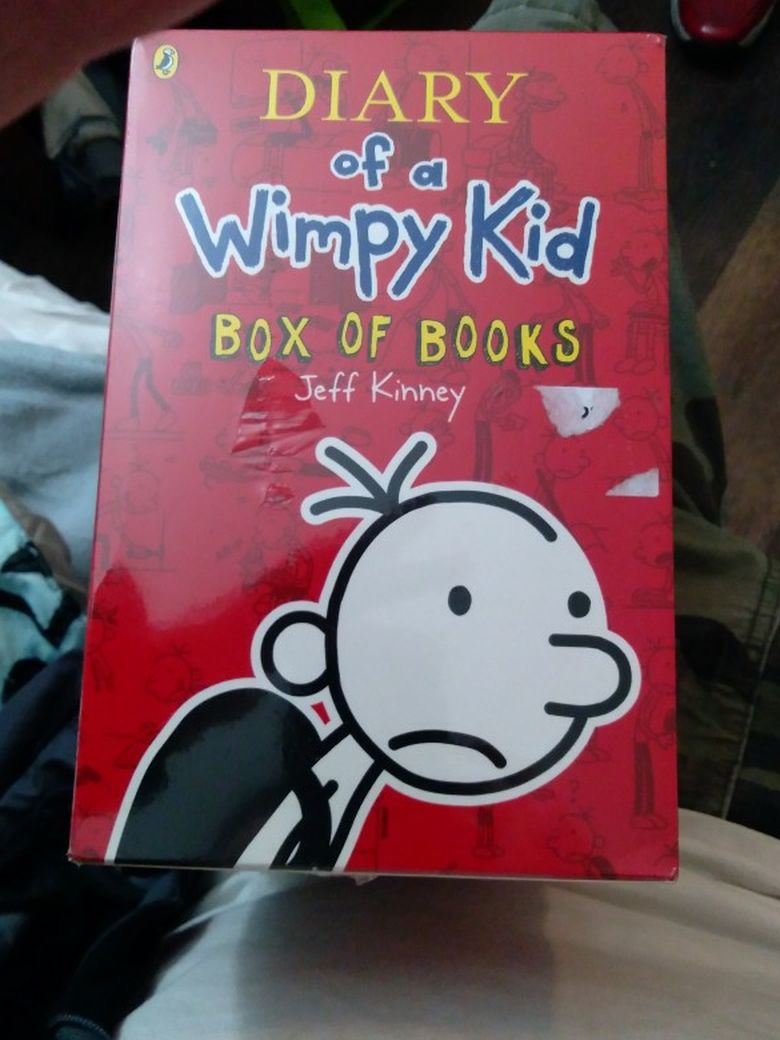 DIARY
of a
Wimpy Kid
BOX OF BOOKS
Jeff Kinney